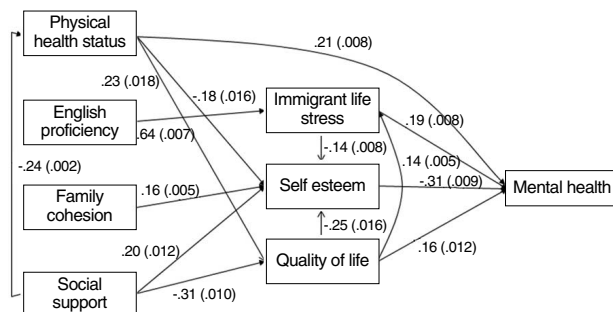 Physical
health status
.21 (.008)
.23 (.018)
-.18 (.016)
Immigrant life
stress
English
proficiency
.64 (.007)
.19 (.008)
-.14 (.008)
.14 (.005)
-.24 (.002)
Family
cohesion
.16 (.005)
Self esteem
-.31 (.009)
Mental health
.20 (.012)
-.25 (.016)
Quality of life
.16 (.012)
Social
support
-.31 (.010)